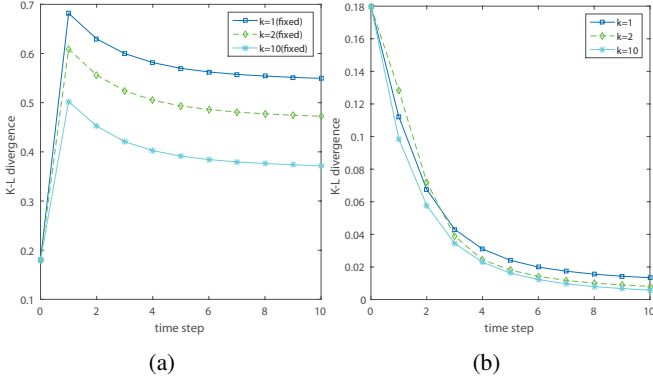 0.7
0.6
0.5
0.4
0.3
0.2
0.1
K-L divergence
0 2 4 6 8 10
time step
k=1(fixed)
k=2(fixed)
k=10(fixed)
(a)
0.18
0.16
0.14
0.12
0.1
0.08
0.06
0.04
0.02
0
K-L divergence
0 2 4 6 8 10
time step
k=1
k=2
k=10
(b)